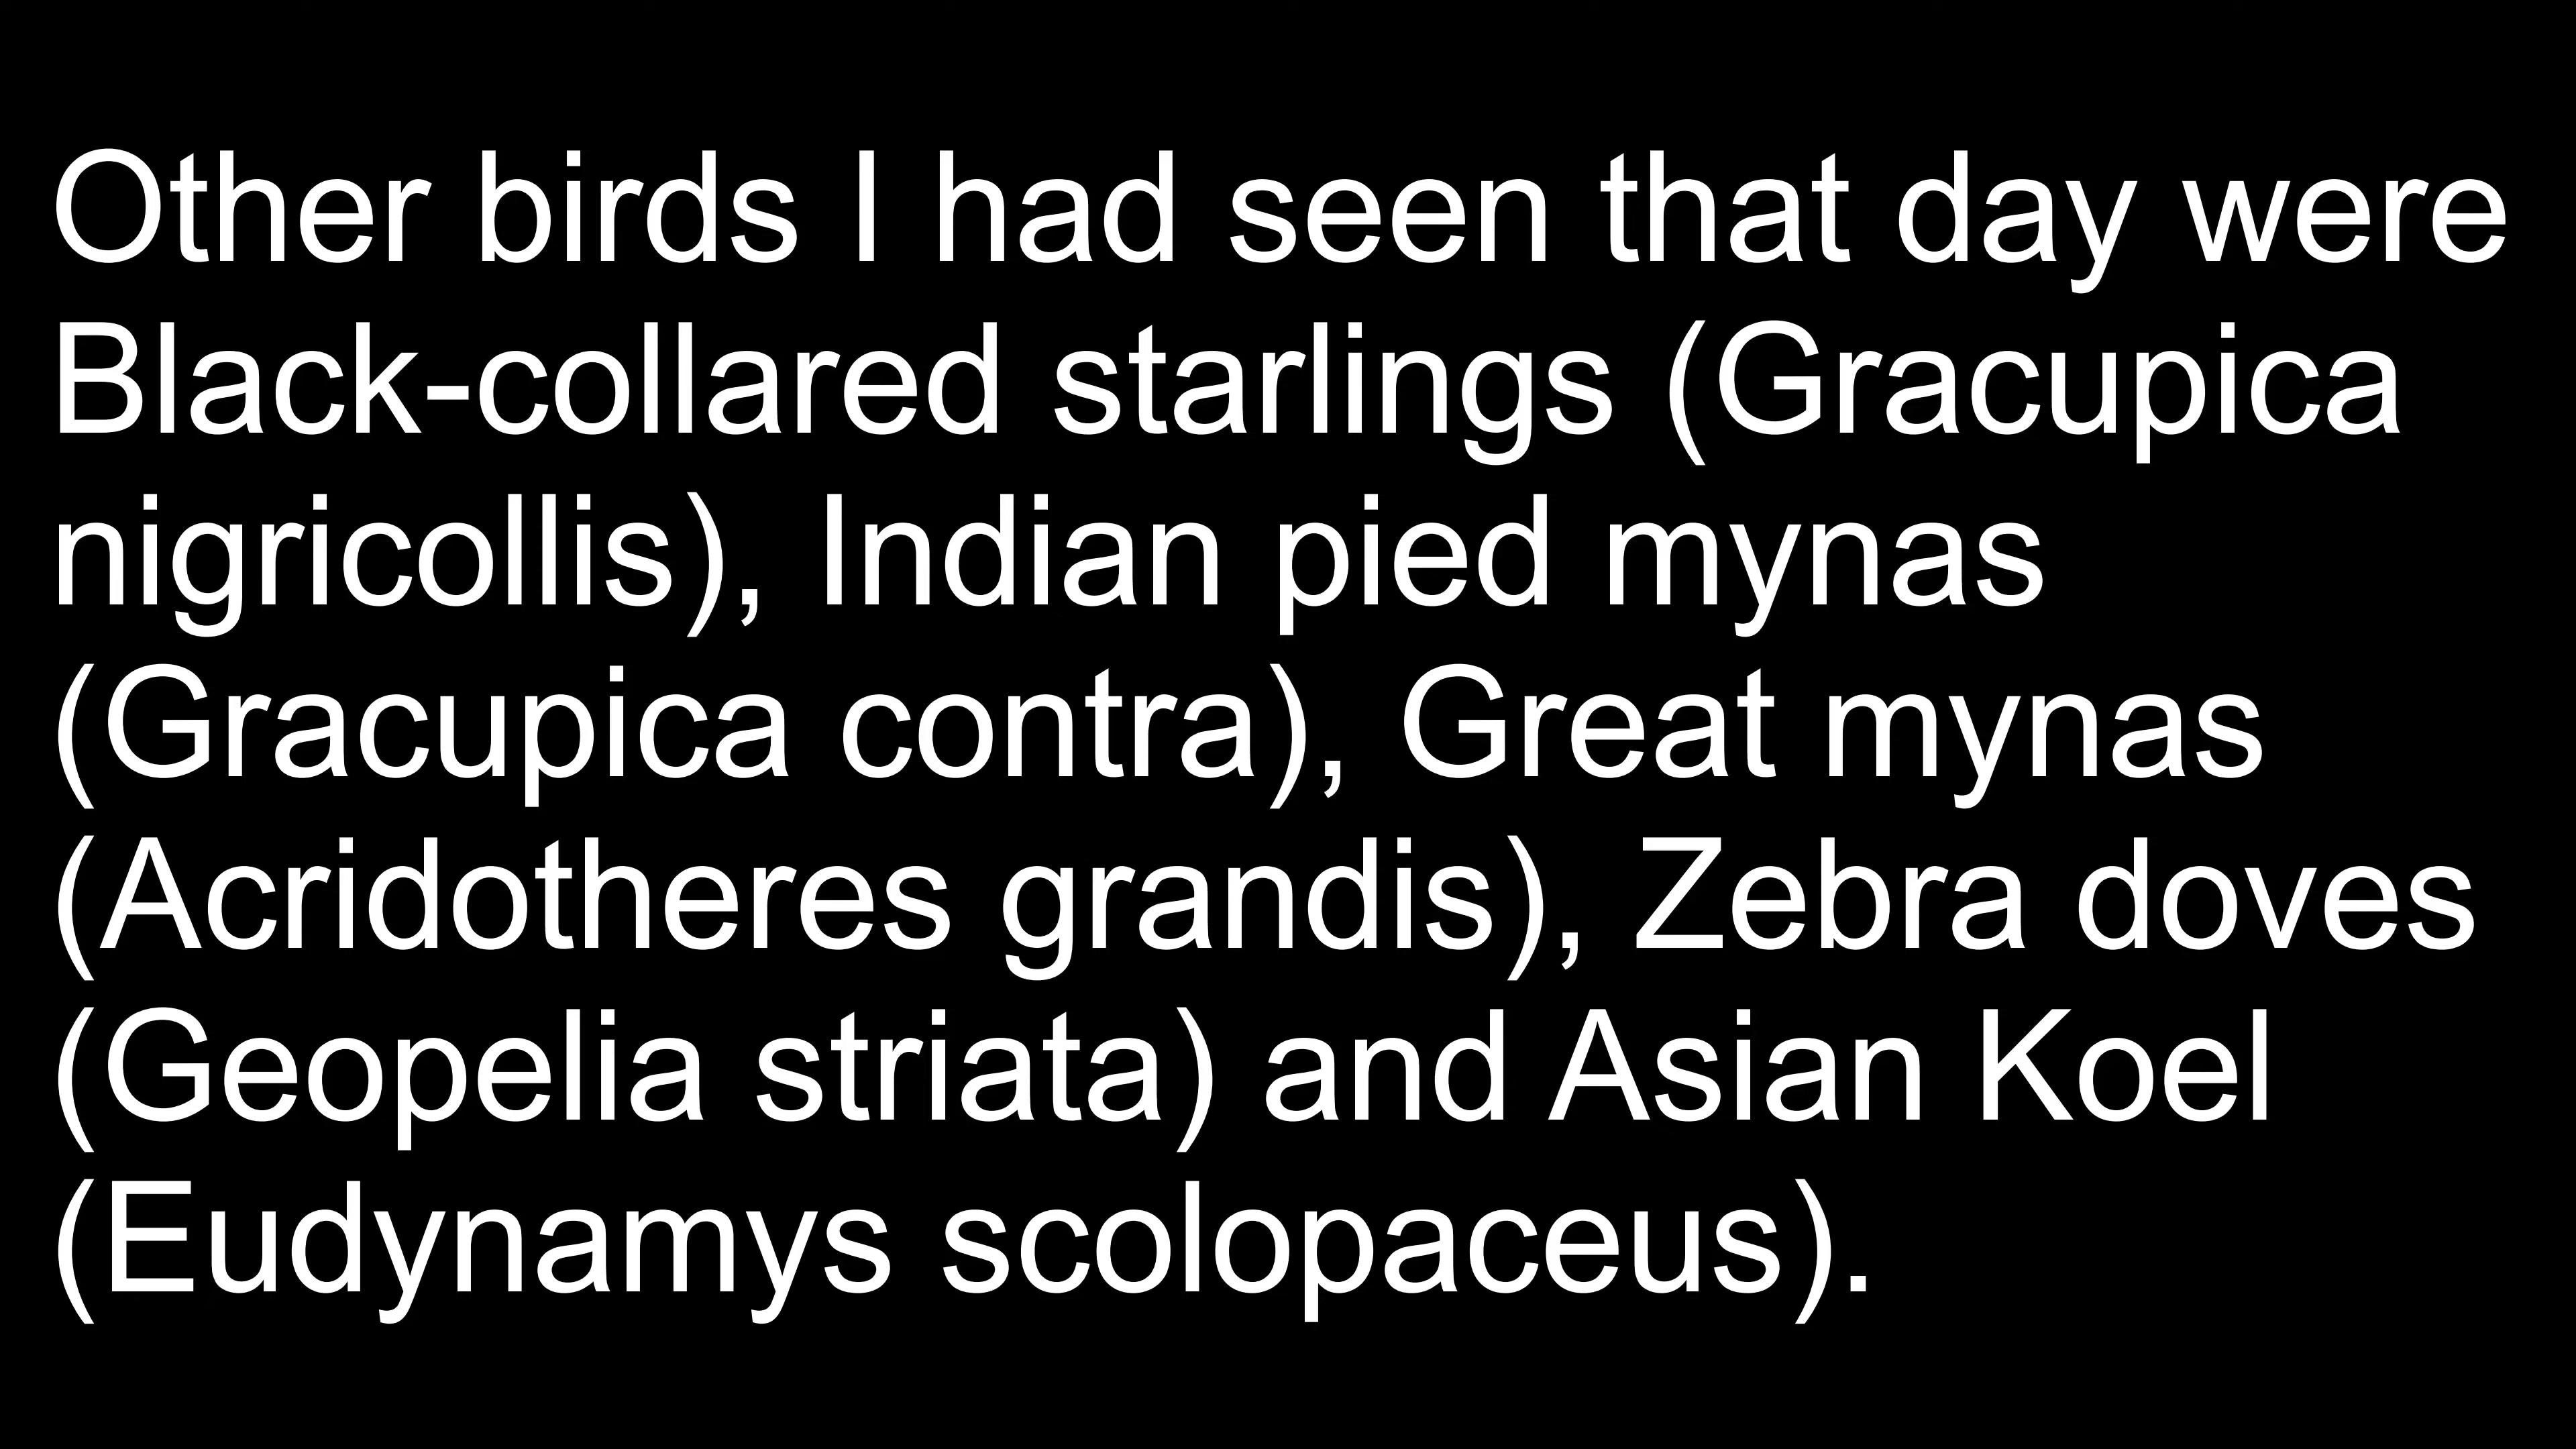 Other birds I had seen that day were
Black-collared starlings (Gracupica
nigricollis), Indian pied mynas
(Gracupica contra), Great mynas
(Acridotheres grandis), Zebra doves
(Geopelia striata) and Asian Koel
(Eudynamys scolopaceus).